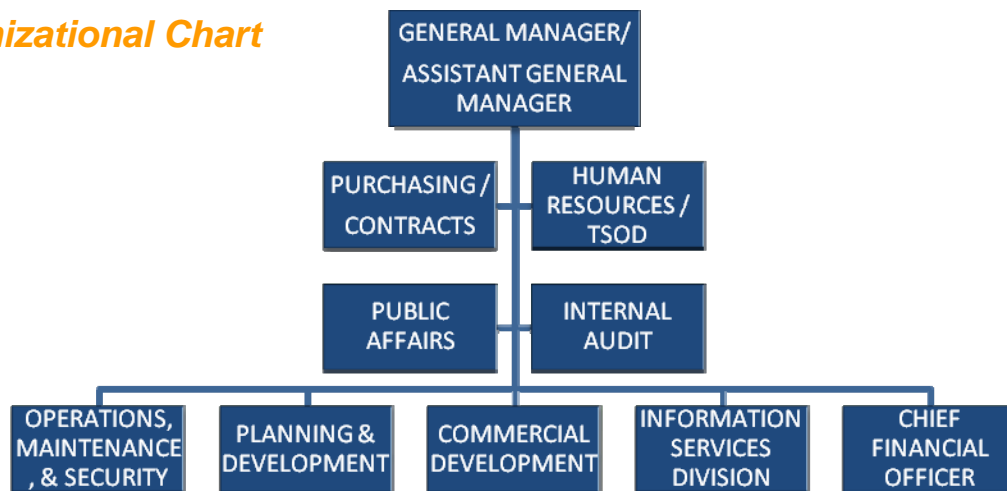 nizational Chart
GENERAL MANAGER/
ASSISTANT GENERAL
MANAGER
PURCHASING /
CONTRACTS
HUMAN
RESOURCES /
TSOD
PUBLIC
AFFAIRS
INTERNAL
AUDIT
OPERATIONS,
MAINTENANCE
, & SECURITY
PLANNING &
DEVELOPMENT
COMMERCIAL
DEVELOPMENT
INFORMATION
SERVICES
DIVISION
CHIEF
FINANCIAL
OFFICER